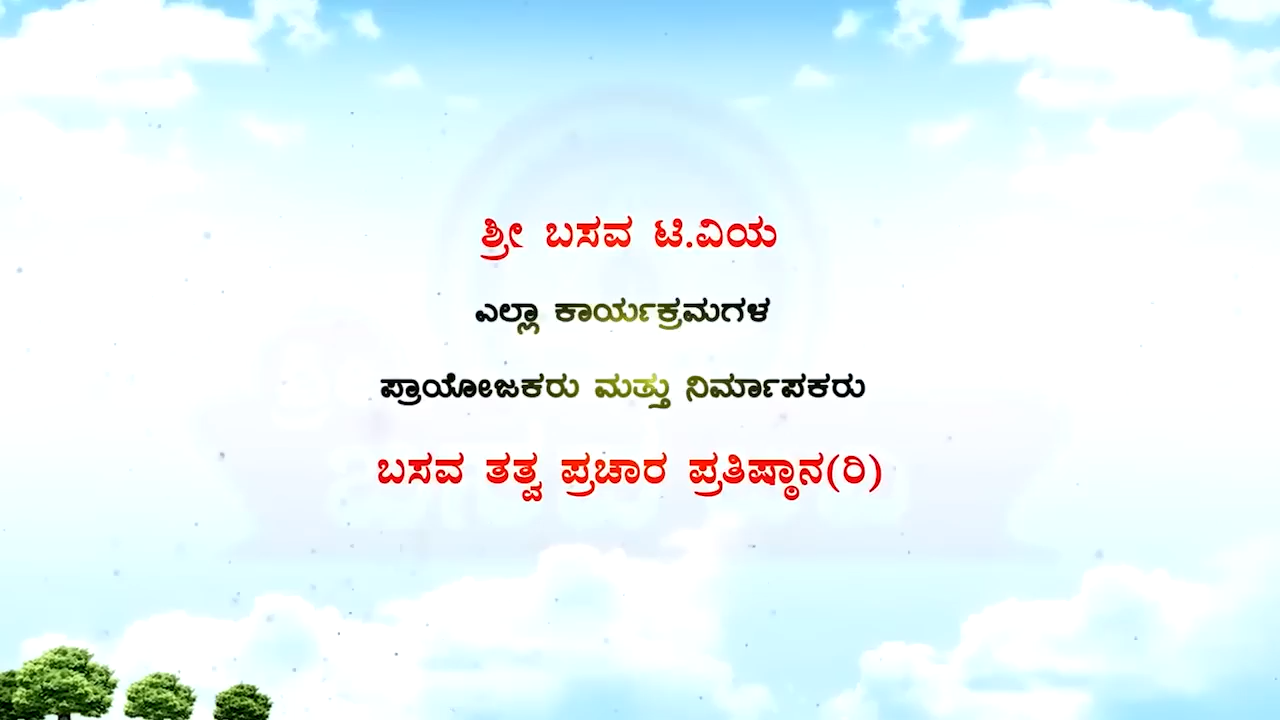 ಶ್ರೀ ಬಸವ ಟಿ.ವಿಯ
ಎಲ್ಲಾ ಕಾರ್ಯಕ್ರಮಗಳ
ಪ್ರಾಯೋಜಕರು ಮತ್ತು ನಿರ್ಮಾಪಕರು
ಬಸವ ತತ್ವ ಪ್ರಚಾರ ಪ್ರತಿಷ್ಠಾನ(ರಿ)